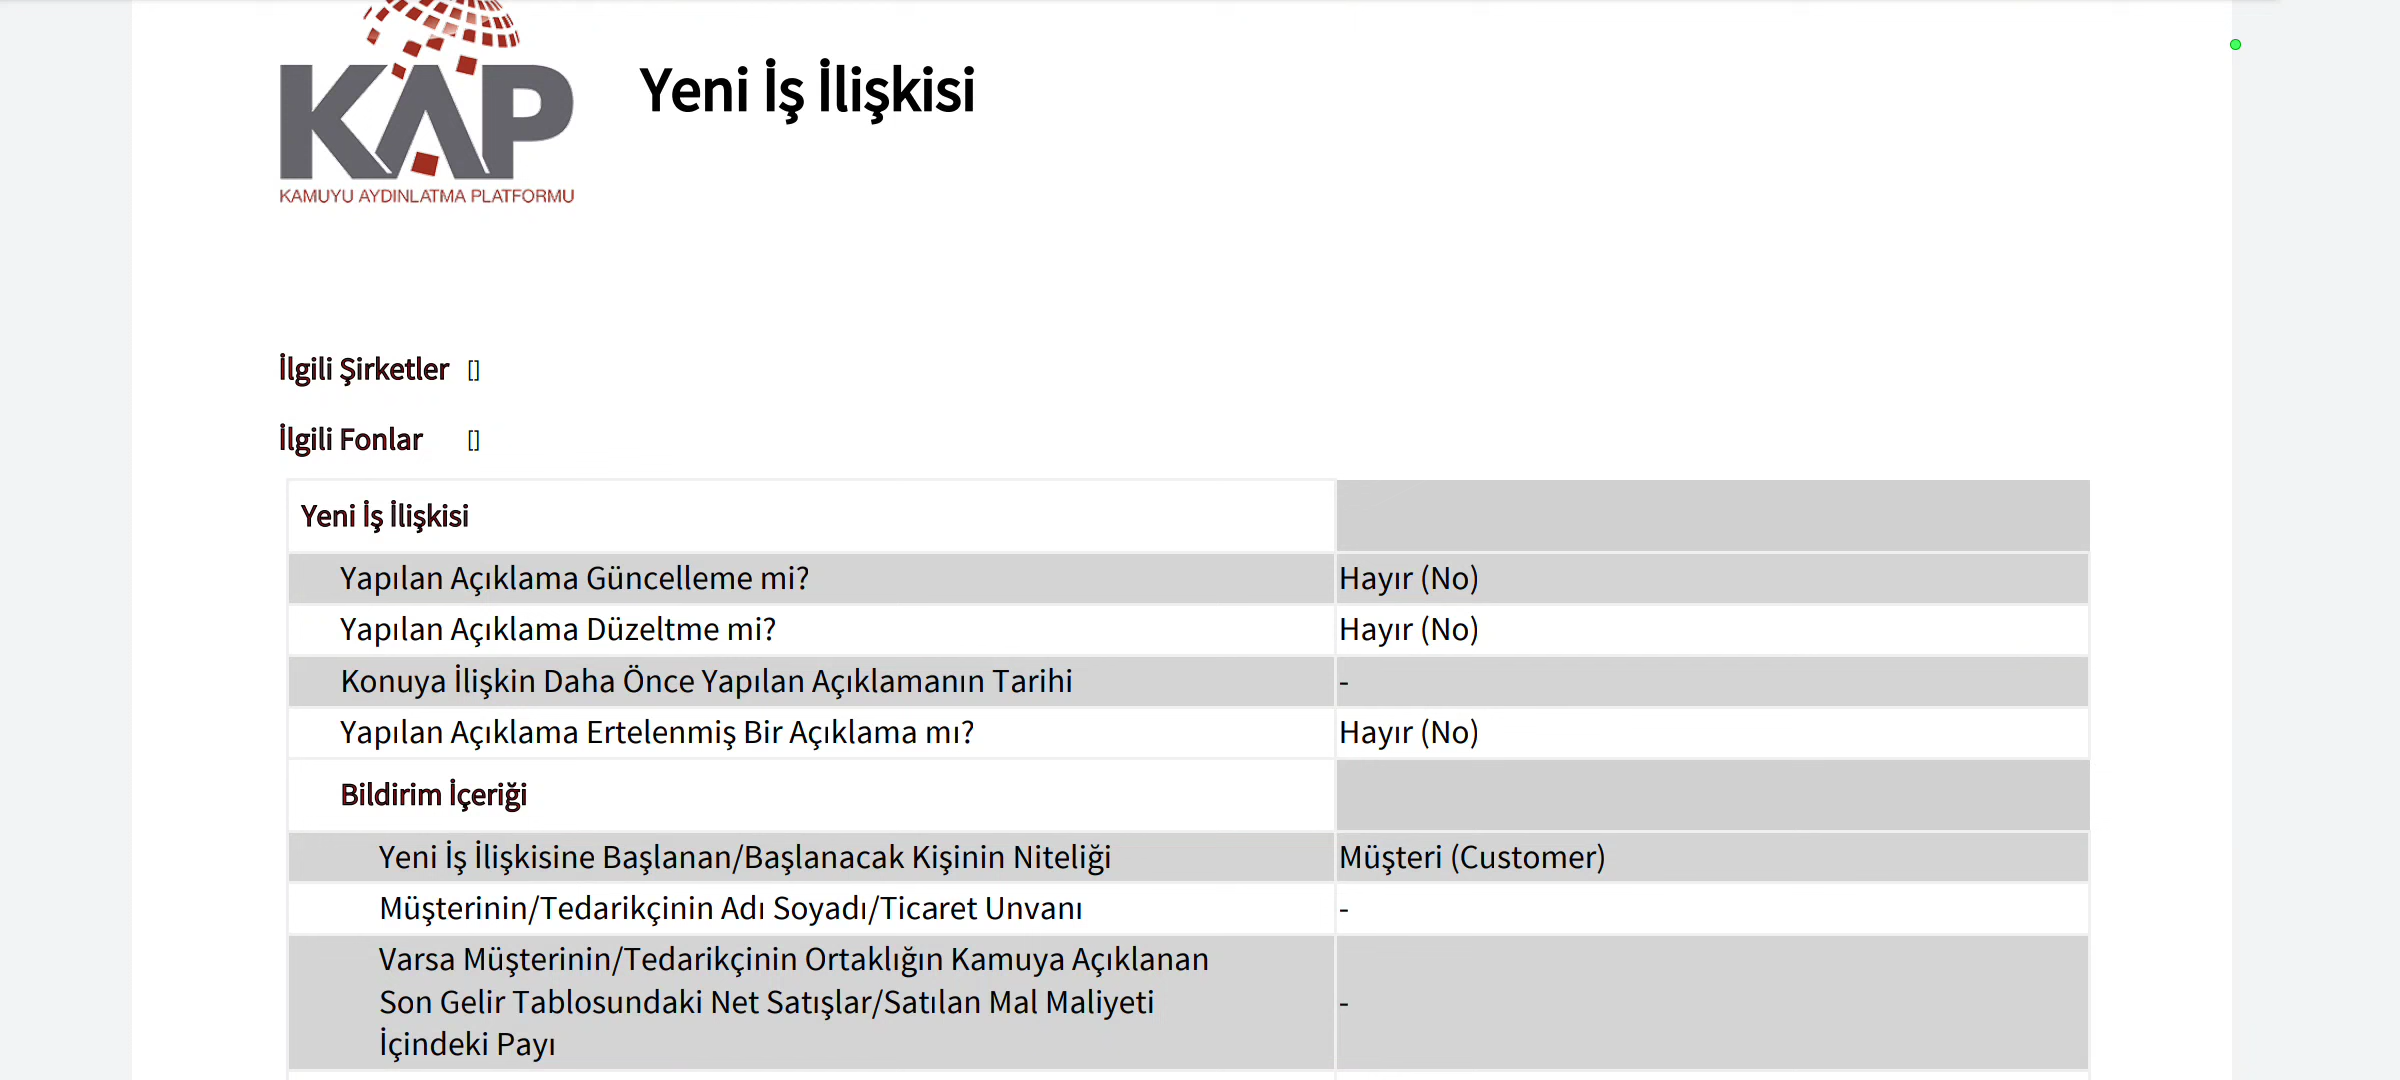 KAP
KAMUYU AYDINLATMA PLATFORMU
Yeni İş İlişkisi
İlgili Şirketler []
İlgili Fonlar []
Yeni İş İlişkisi
Yapılan Açıklama Güncelleme mi? Hayır (No)
Yapılan Açıklama Düzeltme mi? Hayır (No)
Konuya İlişkin Daha Önce Yapılan Açıklamanın Tarihi -
Yapılan Açıklama Ertelenmiş Bir Açıklama mı? Hayır (No)
Bildirim İçeriği
Yeni İş İlişkisine Başlanan/Başlanacak Kişinin Niteliği Müşteri (Customer)
Müşterinin/Tedarikçinin Adı Soyadı/Ticaret Unvanı -
Varsa Müşterinin/Tedarikçinin Ortaklığın Kamuya Açıklanan
Son Gelir Tablosundaki Net Satışlar/Satılan Mal Maliyeti -
İçindeki Payı